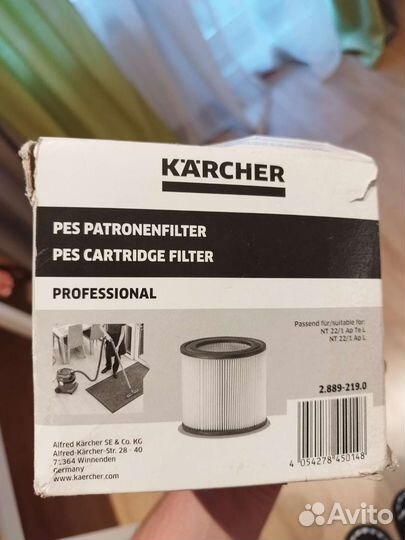 KÄRCHER
PES PATRONENFILTER
PES CARTRIDGE FILTER
PROFESSIONAL
Passend für/suitable for:
NT 22/1 Ap Te L
NT 22/1 Ap L
2.889-219.0
Alfred Kärcher SE & Co. KG
Alfred-Kärcher-Str. 28 - 40
71364 Winnenden
Germany
www.kaercher.com
4 054278 450148
Avito